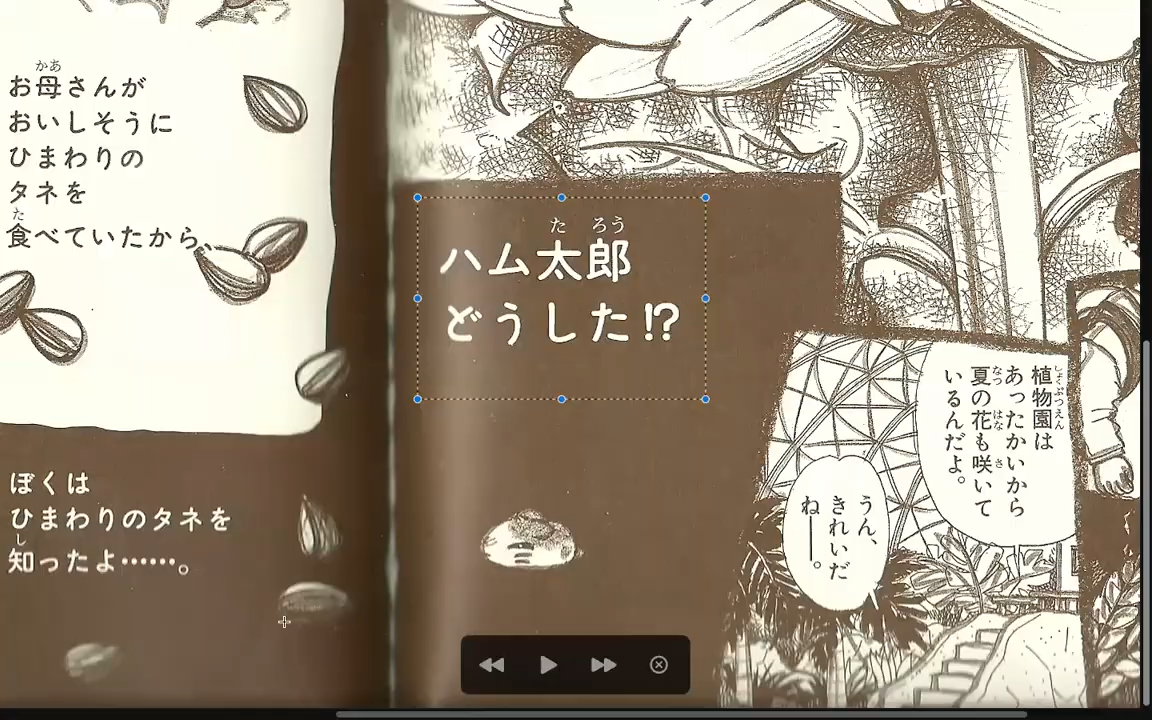 お母さんが
おいしそうに
ひまわりの
タネを
食べていたから、
ぼくは
ひまわりのタネを
知ったよ……。
ハム太郎
どうした!?
植物園は
あったかいから
夏の花も咲いて
いるんだよ。
うん、
きれいだ
ねー。